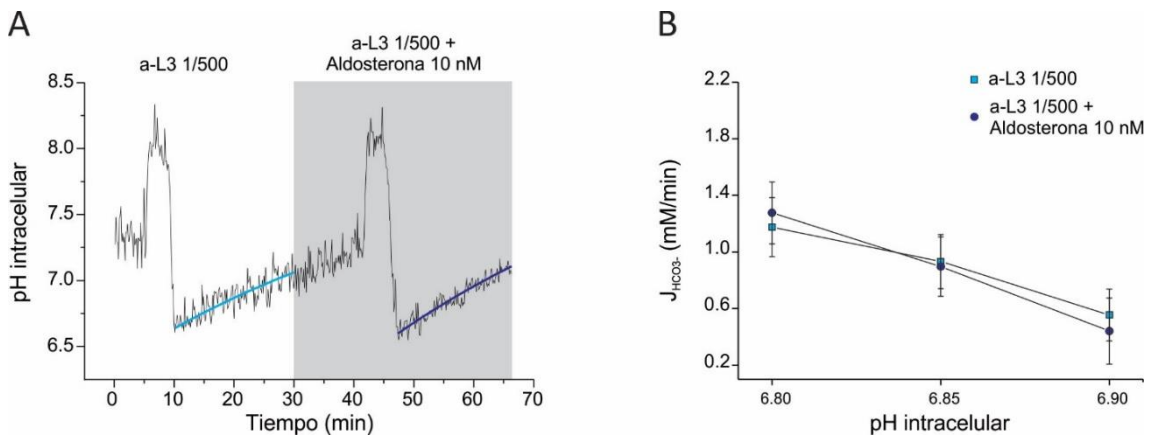 A
a-L3 1/500
a-L3 1/500 +
Aldosterona 10 nM
8.5
8.0
7.5
7.0
6.5
pH intracelular
0 10 20 30 40 50 60 70
Tiempo (min)
B
a-L3 1/500
a-L3 1/500 +
Aldosterona 10 nM
2.2
1.8
1.4
1.0
0.6
0.2
JHCO3- (mM/min)
6.80 6.85 6.90
pH intracelular